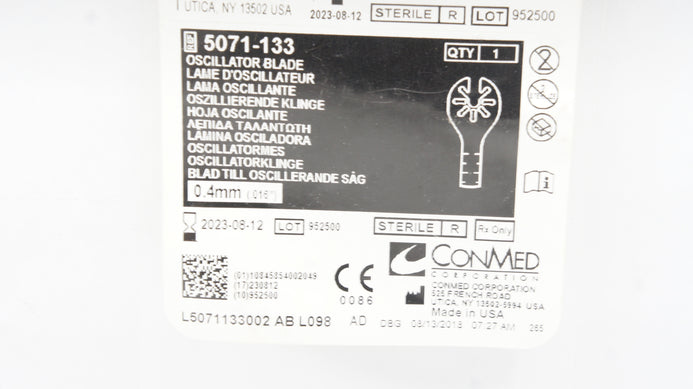 UTICA, NY 13502 USA
2023-08-12 STERILE R LOT 952500
5071-133 QTY 1
OSCILLATOR BLADE
LAME D'OSCILLATEUR
LAMA OSCILLANTE
OSZILLIERENDE KLINGE
HOJA OSCILANTE
ΛΕΠΙΔΑ ΤΑΛΑΝΤΩΤΗ
LÂMINA OSCILADORA
OSCILLATORMES
OSCILLATORKLINGE
BLAD TILL OSCILLERANDE SÅG
0.4mm (.016")
2023-08-12 LOT 952500 STERILE R Rx Only
CONMED
CORPORATION
(01)10845854002049
(17)230812
(10)952500
CE
0086
CONMED CORPORATION
525 FRENCH ROAD
UTICA, NY 13502-5994 USA
Made in USA
L5071133002 AB L098 AD 08/13/2018 07:27 AM 265